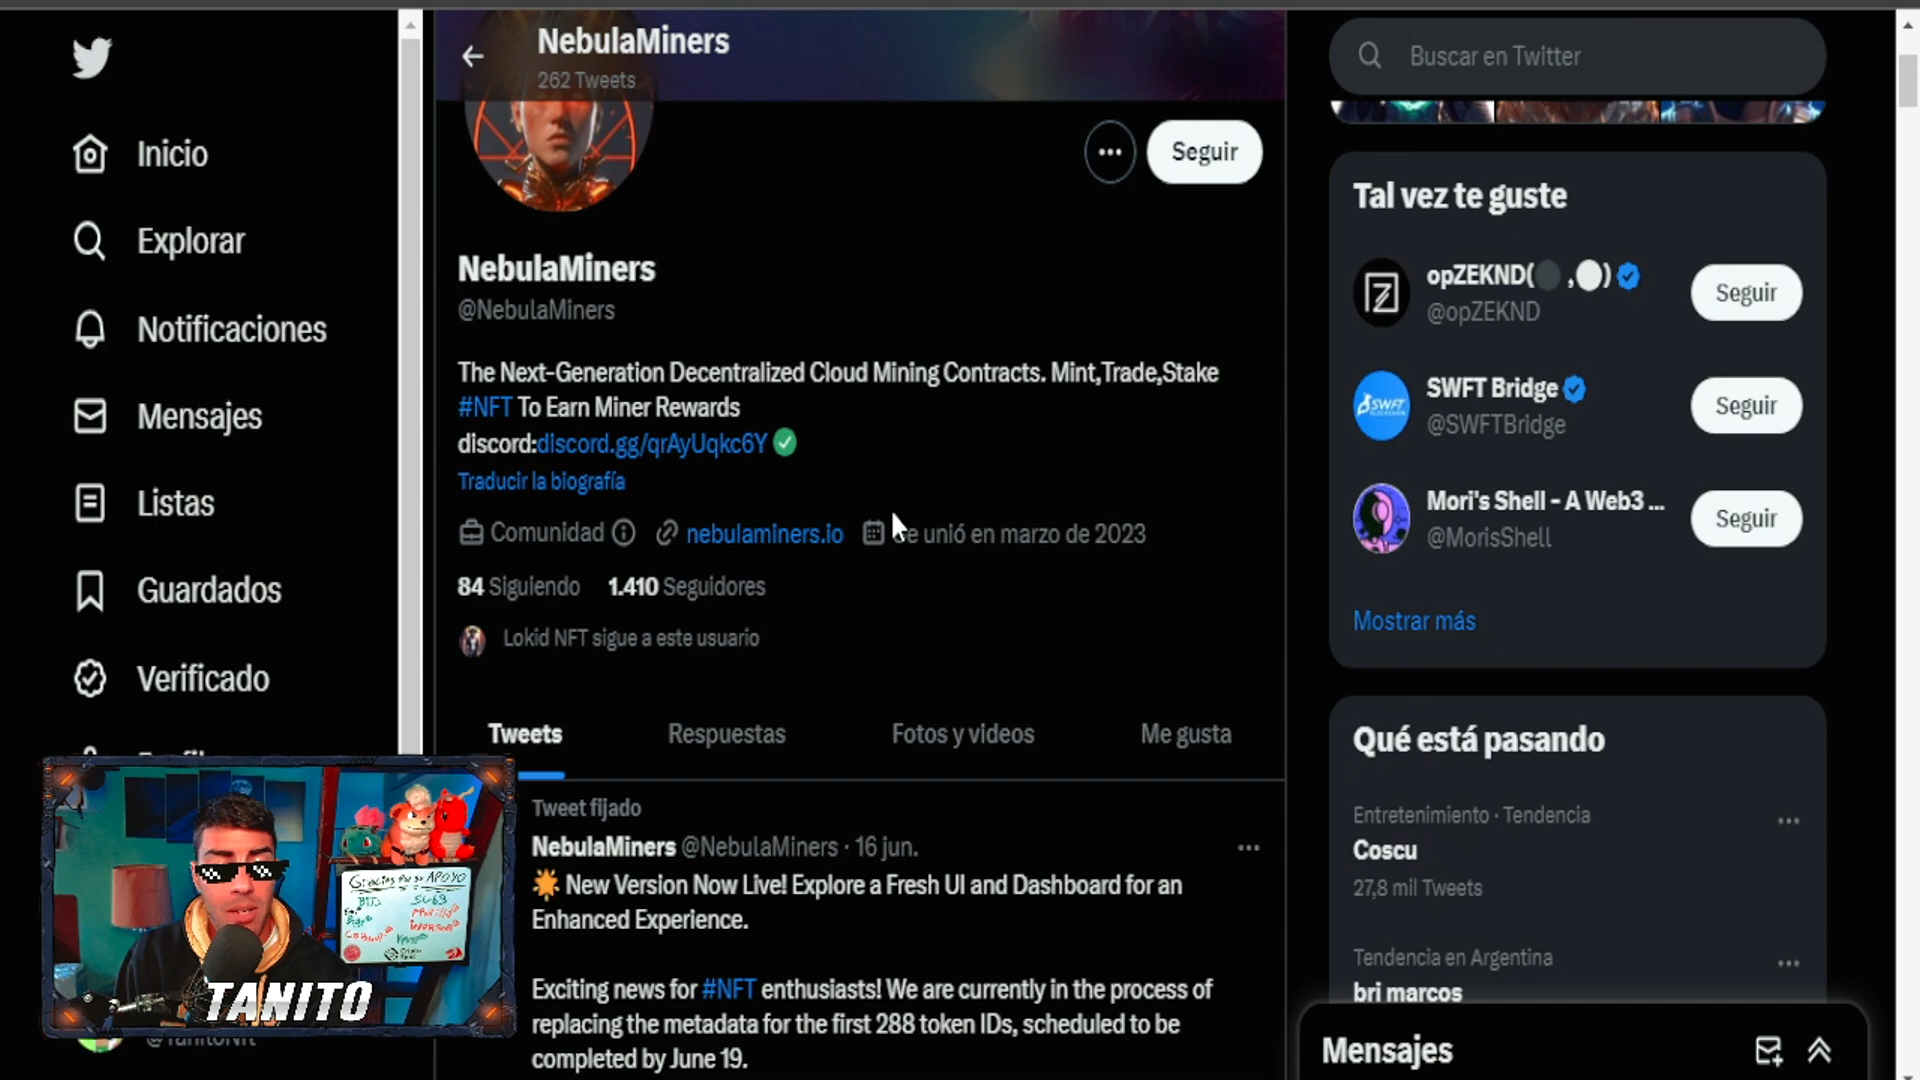 Inicio
Explorar
Notificaciones
Mensajes
Listas
Guardados
Verificado
NebulaMiners
262 Tweets
Seguir
NebulaMiners
@NebulaMiners
The Next-Generation Decentralized Cloud Mining Contracts. Mint,Trade,Stake
#NFT To Earn Miner Rewards
discord:discord.gg/qrAyUqkc6Y
Traducir la biografía
Comunidad nebulaminers.io e unió en marzo de 2023
84 Siguiendo 1.410 Seguidores
Lokid NFT sigue a este usuario
Tweets Respuestas Fotos y videos Me gusta
Tweet fijado
NebulaMiners @NebulaMiners · 16 jun.
New Version Now Live! Explore a Fresh UI and Dashboard for an
Enhanced Experience.
Exciting news for #NFT enthusiasts! We are currently in the process of
replacing the metadata for the first 288 token IDs, scheduled to be
completed by June 19.
Buscar en Twitter
Tal vez te guste
opZEKND( , )
@opZEKND
Seguir
SWFT Bridge
@SWFTBridge
Seguir
Mori's Shell - A Web3 ...
@MorisShell
Seguir
Mostrar más
Qué está pasando
Entretenimiento · Tendencia
Coscu
27,8 mil Tweets
Tendencia en Argentina
bri marcos
Mensajes
Gracias por su APOYO
TANITO